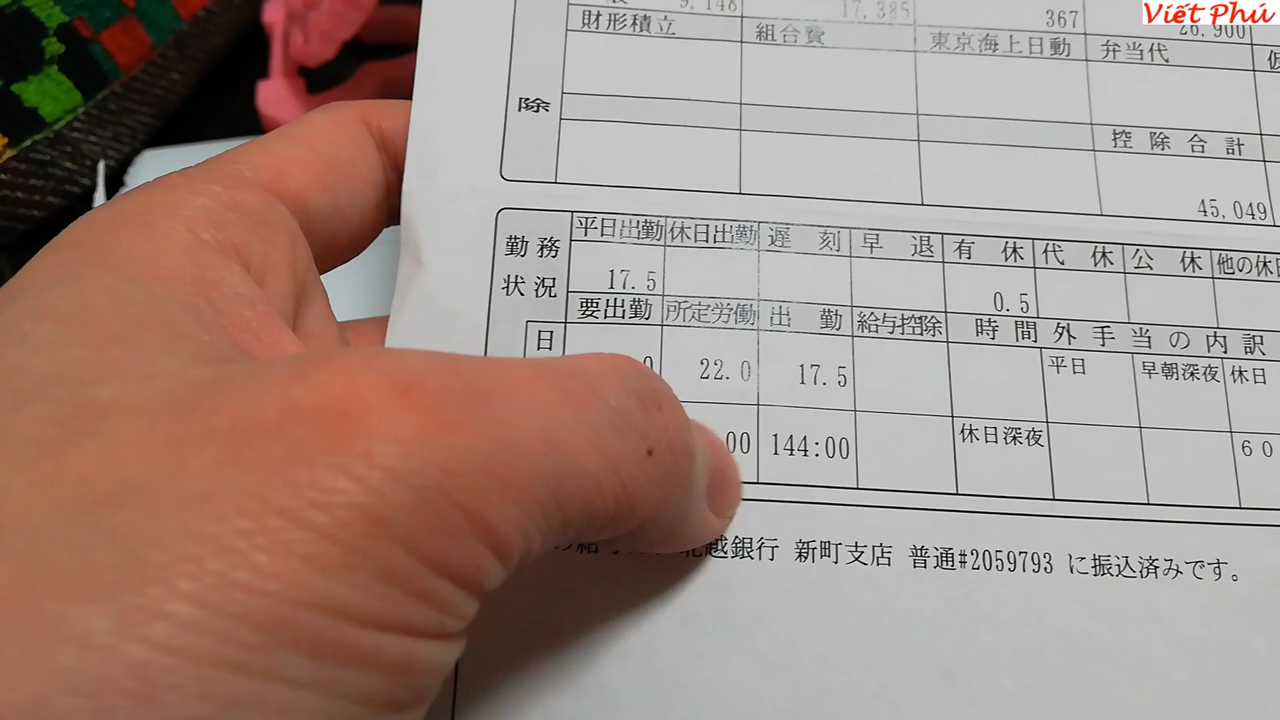 Việt Phú
9,148 17,385 367 26,900
財形積立 組合費 東京海上日動 弁当代
除
控除合計
45,049
勤務状況
平日出勤 休日出勤 遅刻 早退 有休 代休 公休 他の休日
17.5 0.5
要出勤 所定労働 出勤 給与控除 時間外手当の内訳
日 0 22.0 17.5 平日 早朝深夜 休日
00 144:00 休日深夜 60
越銀行 新町支店 普通#2059793 に振込済みです。